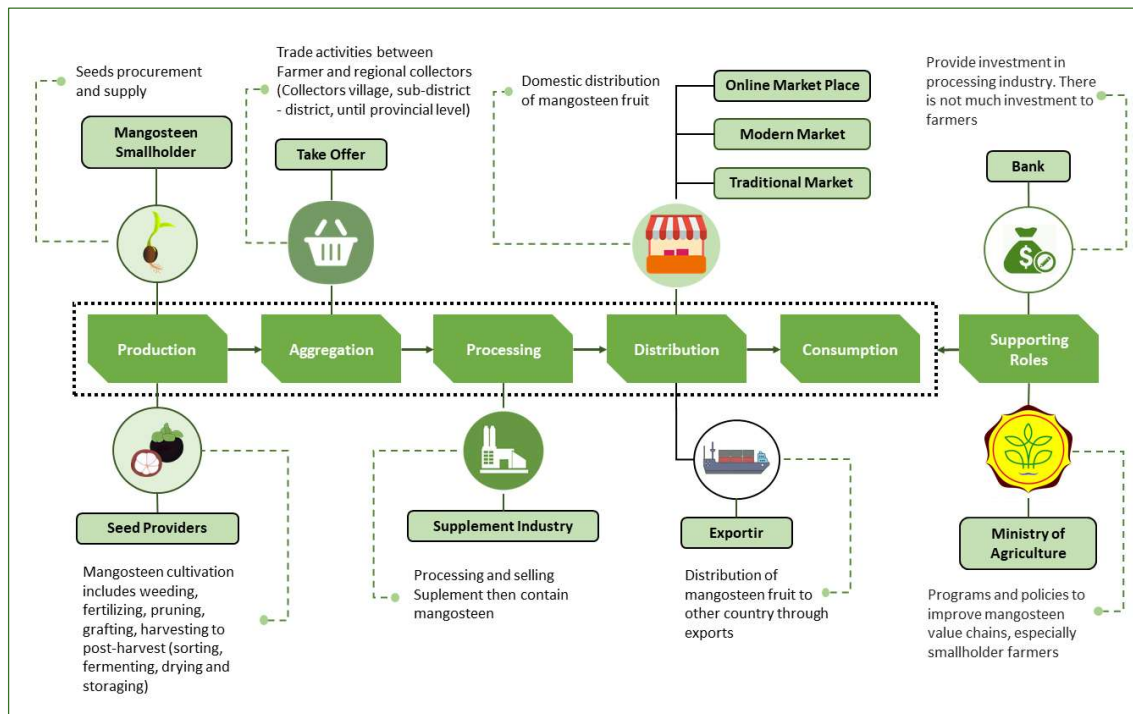 Seeds procurement
and supply
Mangosteen
Smallholder
Trade activities between
Farmer and regional collectors
(Collectors village, sub-district
- district, until provincial level)
Take Offer
Domestic distribution
of mangosteen fruit
Online Market Place
Modern Market
Traditional Market
Provide investment in
processing industry. There
is not much investment to
farmers
Bank
$
Production
Aggregation
Processing
Distribution
Consumption
Supporting
Roles
Seed Providers
Mangosteen cultivation
includes weeding,
fertilizing, pruning,
grafting, harvesting to
post-harvest (sorting,
fermenting, drying and
storaging)
Supplement Industry
Processing and selling
Suplement then contain
mangosteen
Exportir
Distribution of
mangosteen fruit to
other country through
exports
Ministry of
Agriculture
Programs and policies to
improve mangosteen
value chains, especially
smallholder farmers